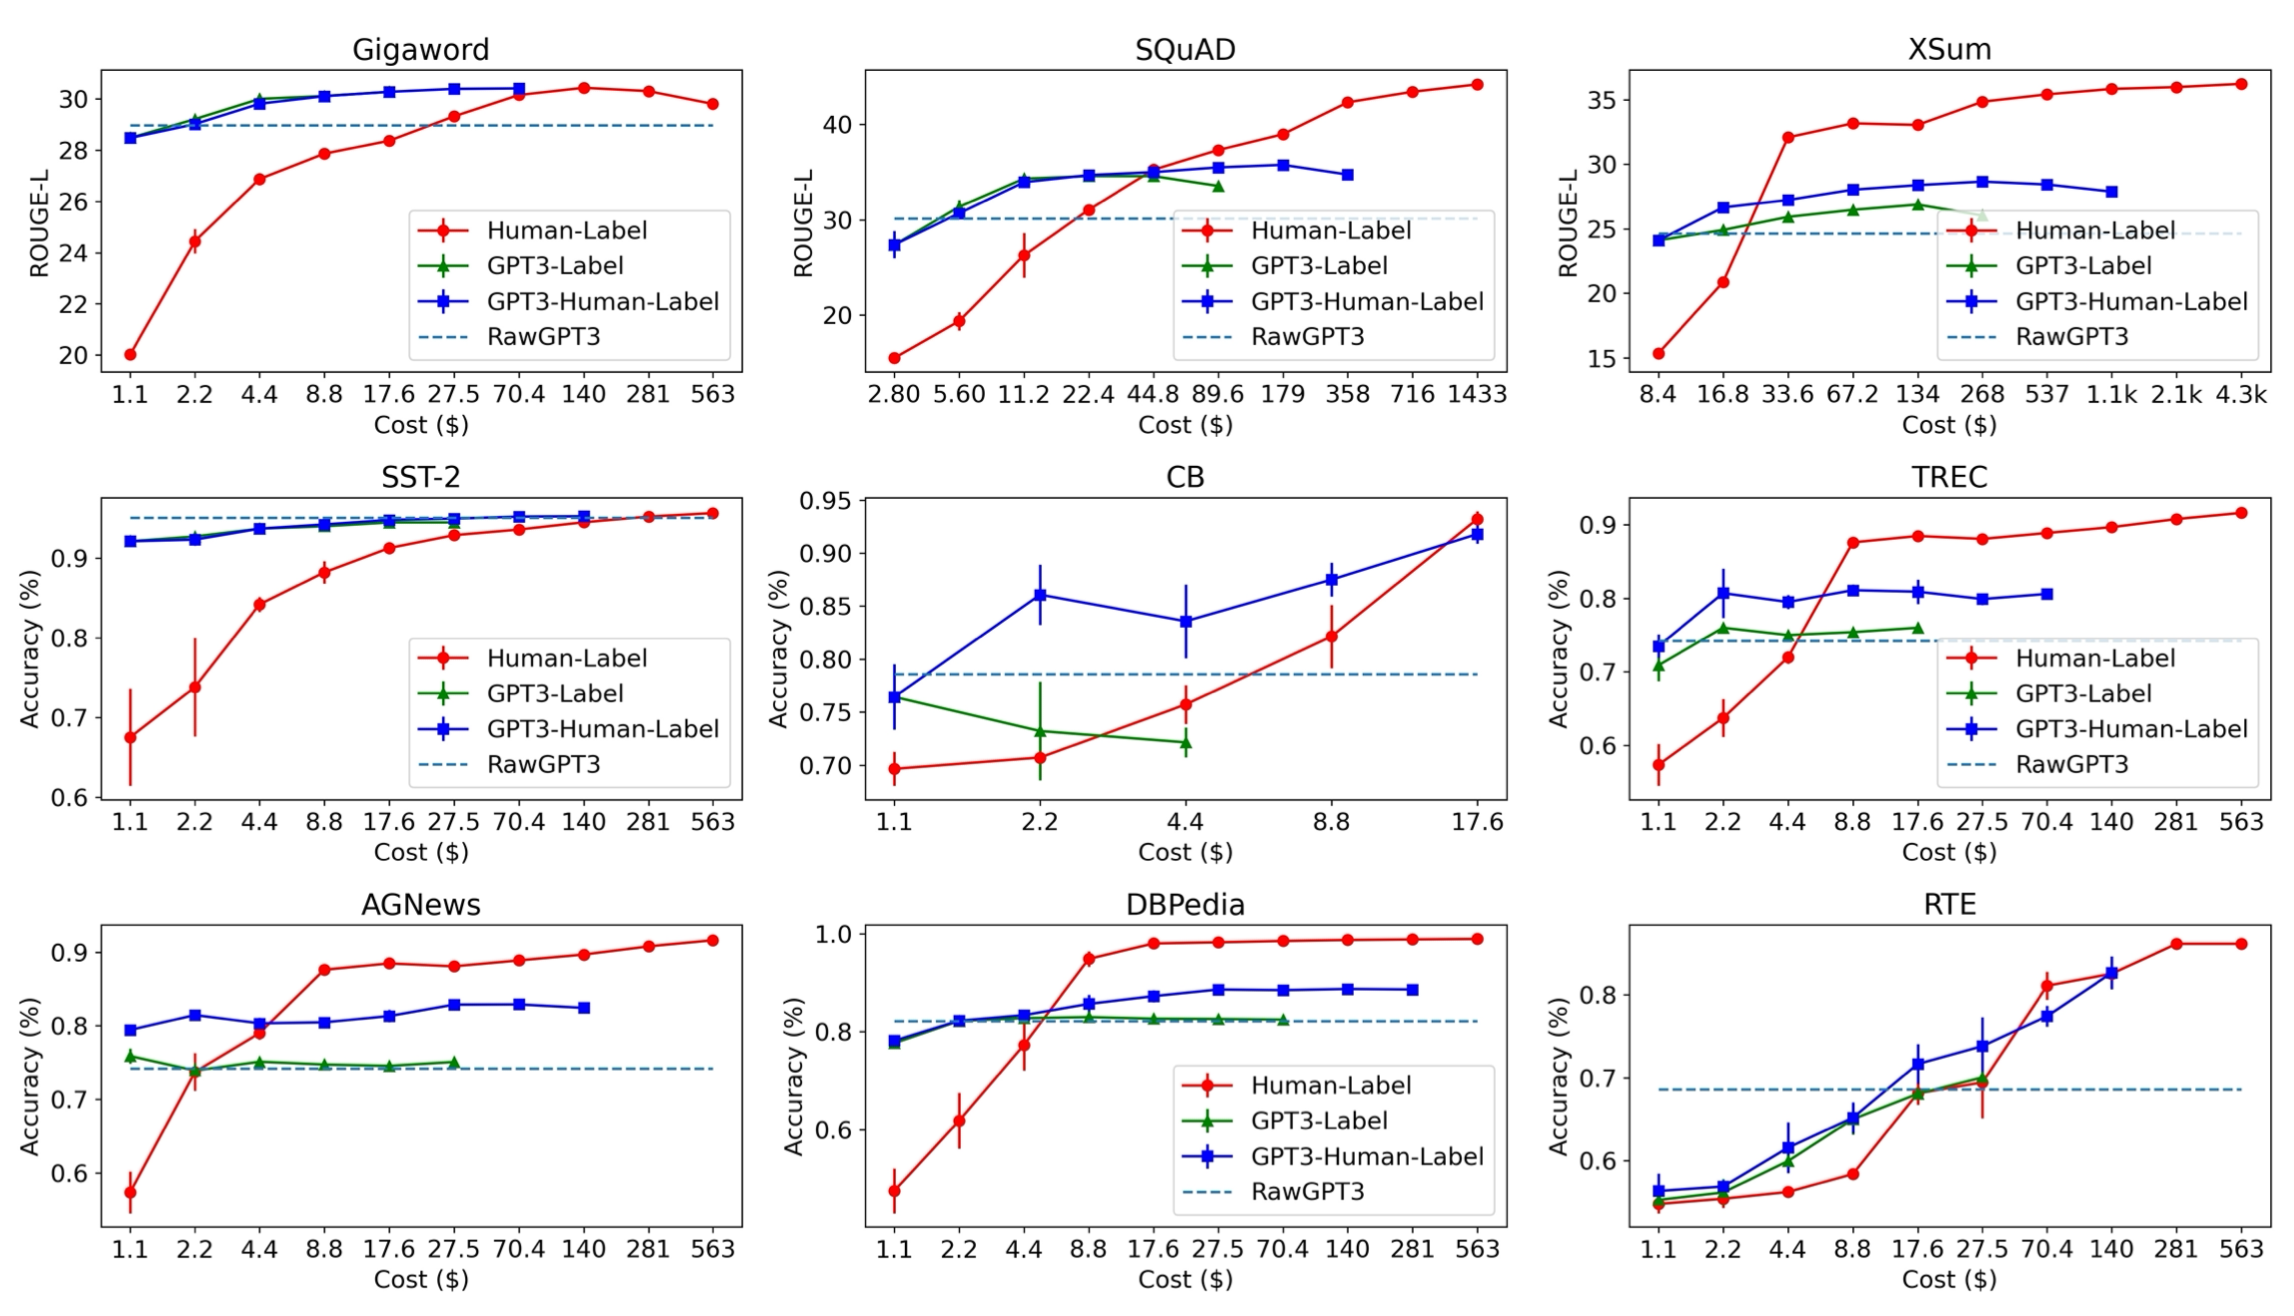 Gigaword
30
28
26
24
22
20
ROUGE-L
Human-Label
GPT3-Label
GPT3-Human-Label
RawGPT3
1.1 2.2 4.4 8.8 17.6 27.5 70.4 140 281 563
Cost ($)
SQuAD
40
30
20
ROUGE-L
Human-Label
GPT3-Label
GPT3-Human-Label
RawGPT3
2.80 5.60 11.2 22.4 44.8 89.6 179 358 716 1433
Cost ($)
XSum
35
30
25
20
15
ROUGE-L
Human-Label
GPT3-Label
GPT3-Human-Label
RawGPT3
8.4 16.8 33.6 67.2 134 268 537 1.1k 2.1k 4.3k
Cost ($)
SST-2
0.9
0.8
0.7
0.6
Accuracy (%)
Human-Label
GPT3-Label
GPT3-Human-Label
RawGPT3
1.1 2.2 4.4 8.8 17.6 27.5 70.4 140 281 563
Cost ($)
CB
0.95
0.90
0.85
0.80
0.75
0.70
Accuracy (%)
1.1 2.2 4.4 8.8 17.6
Cost ($)
TREC
0.9
0.8
0.7
0.6
Accuracy (%)
Human-Label
GPT3-Label
GPT3-Human-Label
RawGPT3
1.1 2.2 4.4 8.8 17.6 27.5 70.4 140 281 563
Cost ($)
AGNews
0.9
0.8
0.7
0.6
Accuracy (%)
1.1 2.2 4.4 8.8 17.6 27.5 70.4 140 281 563
Cost ($)
DBPedia
1.0
0.8
0.6
Accuracy (%)
Human-Label
GPT3-Label
GPT3-Human-Label
RawGPT3
1.1 2.2 4.4 8.8 17.6 27.5 70.4 140 281 563
Cost ($)
RTE
0.8
0.7
0.6
Accuracy (%)
1.1 2.2 4.4 8.8 17.6 27.5 70.4 140 281 563
Cost ($)